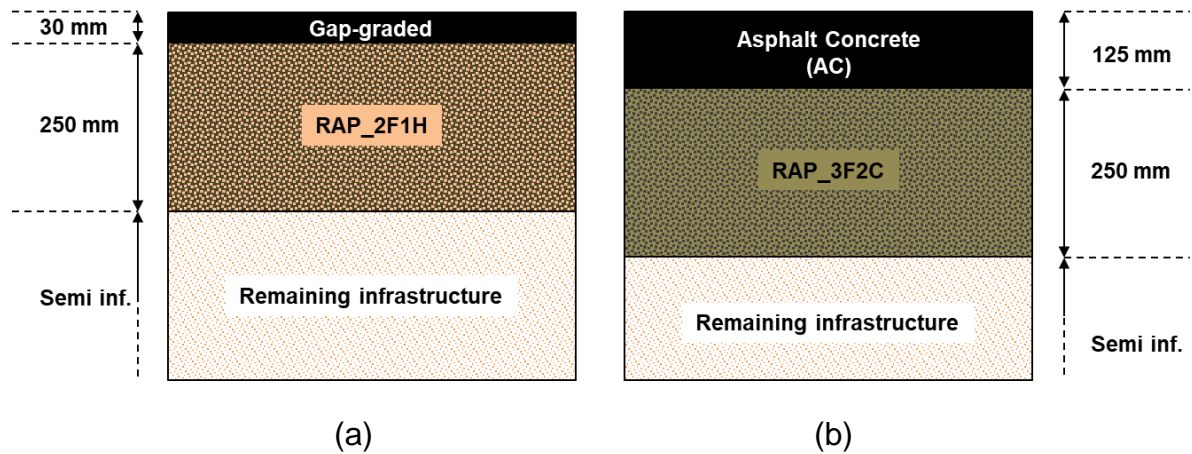 30 mm
Gap-graded
250 mm
RAP_2F1H
Semi inf.
Remaining infrastructure
(a)
Asphalt Concrete
(AC)
125 mm
RAP_3F2C
250 mm
Remaining infrastructure
Semi inf.
(b)